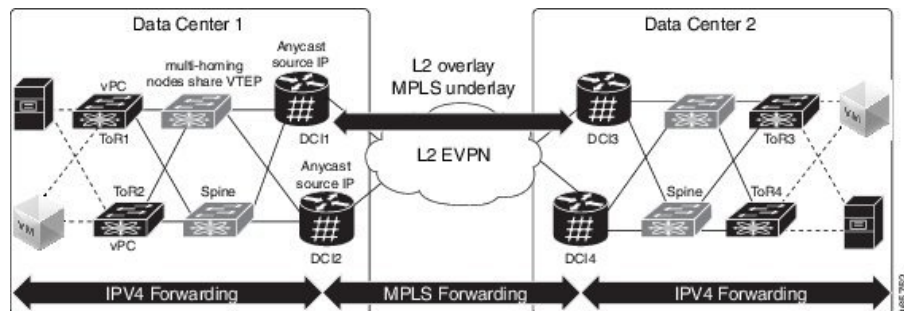 Data Center 1
Data Center 2
Anycast
source IP
multi-homing
nodes share VTEP
vPC
L2 overlay
MPLS underlay
ToR1
DCI1
DCI3
ToR3
VM
L2 EVPN
Anycast
source IP
ToR2
Spine
Spine
ToR4
VM
vPC
DCI2
DCI4
IPV4 Forwarding
MPLS Forwarding
IPV4 Forwarding